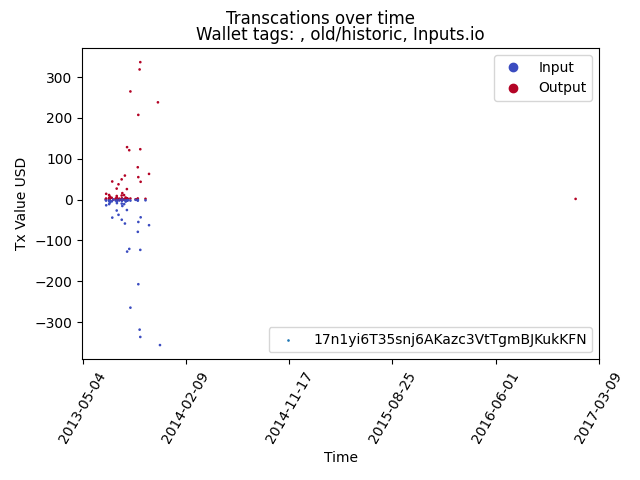 Transcations over time
Wallet tags: , old/historic, Inputs.io
Input
Output
300
200
100
0
−100
−200
−300
Tx Value USD
17n1yi6T35snj6AKazc3VtTgmBJKukKFN
2013-05-04
2014-02-09
2014-11-17
2015-08-25
2016-06-01
2017-03-09
Time